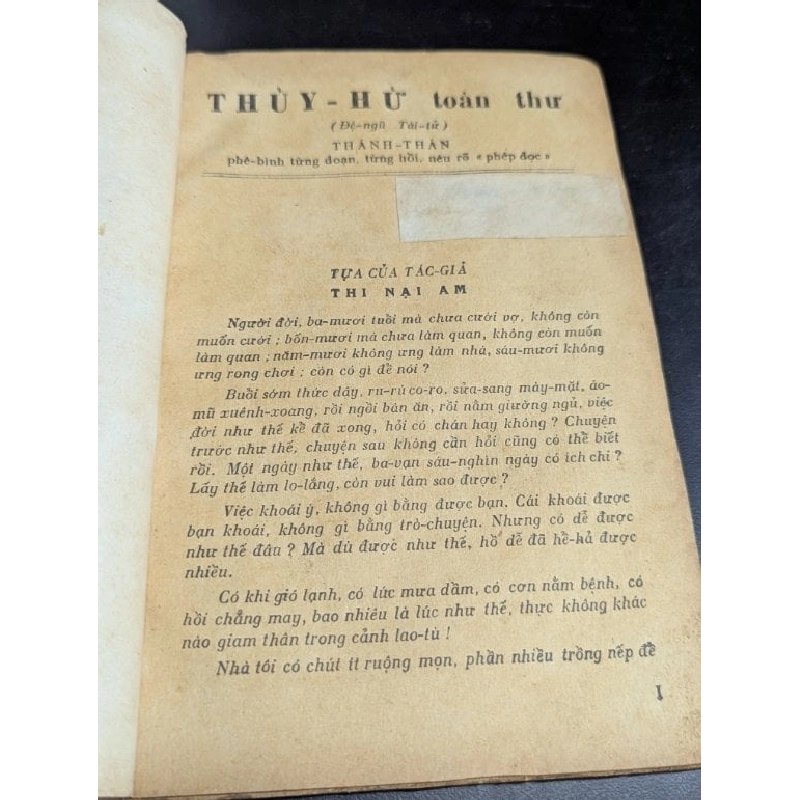 THỦY-HỬ toàn thư
(Đệ-ngũ Tài-tử)
THÁNH-THÁN
phê-bình từng đoạn, từng hồi, nêu rõ « phép đọc »
TỰA CỦA TÁC-GIẢ
THI NẠI AM
Người đời, ba-mươi tuổi mà chưa cưới vợ, không còn
muốn cưới ; bốn-mươi mà chưa làm quan, không còn muốn
làm quan ; năm-mươi không ưng làm nhà, sáu-mươi không
ưng rong chơi ; còn có gì để nói ?
Buổi sớm thức dậy, ru-rú co-ro, sửa-sang mày-mặt, áo-
mũ xuênh-xoang, rồi ngồi bàn ăn, rồi nằm giường ngủ, việc
đời như thế kể đã xong, hỏi có chán hay không ? Chuyện
trước như thế, chuyện sau không cần hỏi cũng có thể biết
rồi. Một ngày như thế, ba-vạn sáu-nghìn ngày có ích chi ?
Lấy thế làm lo-lắng, còn vui làm sao được ?
Việc khoái ý, không gì bằng được bạn. Cái khoái được
bạn khoái, không gì bằng trò-chuyện. Nhưng có dễ được
như thế đâu ? Mà dù được như thế, hồ dễ đã hề-hả được
nhiều.
Có khi gió lạnh, có lúc mưa dầm, có cơn nằm bệnh, có
hồi chẳng may, bao nhiêu là lúc như thế, thực không khác
nào giam thân trong cảnh lao-tù !
Nhà tôi có chút ít ruộng mọn, phần nhiều trồng nếp để
1